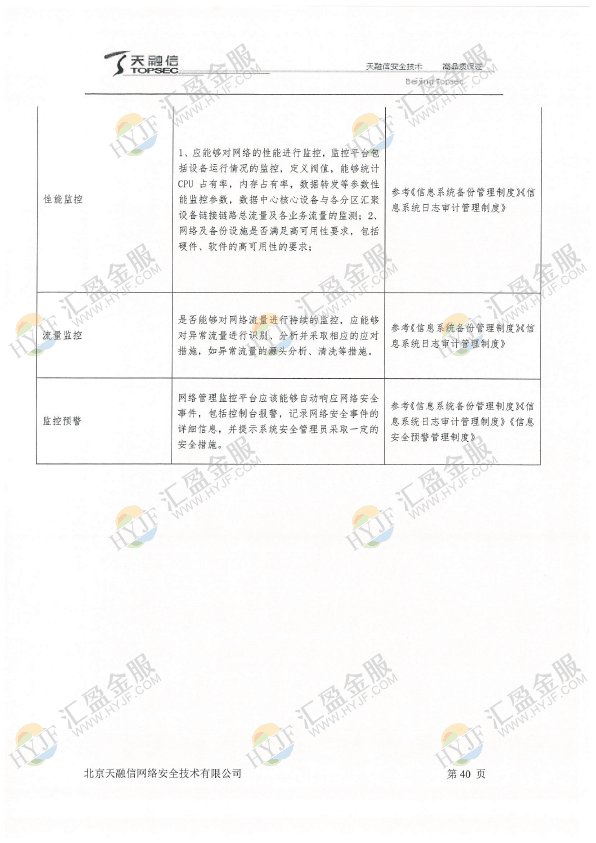 天融信
TOPSEC
天融信安全技术 高品质保证
Beijing Topsec
性能监控
1、应能够对网络的性能进行监控，监控平台包
括设备运行情况的监控，定义阀值，能够统计
CPU 占有率，内存占有率，数据转发等参数性
能监控参数，数据中心核心设备与各分区汇聚
设备链接链路总流量及各业务流量的监测；2、
网络及备份设施是否满足高可用性要求，包括
硬件、软件的高可用性的要求；
参考《信息系统备份管理制度》《信
息系统日志审计管理制度》
流量监控
是否能够对网络流量进行持续的监控，应能够
对异常流量进行识别、分析并采取相应的应对
措施，如异常流量的源头分析、清洗等措施。
参考《信息系统备份管理制度》《信
息系统日志审计管理制度》
监控预警
网络管理监控平台应该能够自动响应网络安全
事件，包括控制台报警，记录网络安全事件的
详细信息，并提示系统安全管理员采取一定的
安全措施。
参考《信息系统备份管理制度》《信
息系统日志审计管理制度》《信息
安全预警管理制度》
北京天融信网络安全技术有限公司 第 40 页
HYJF 汇盈金服
WWW.HYJF.COM